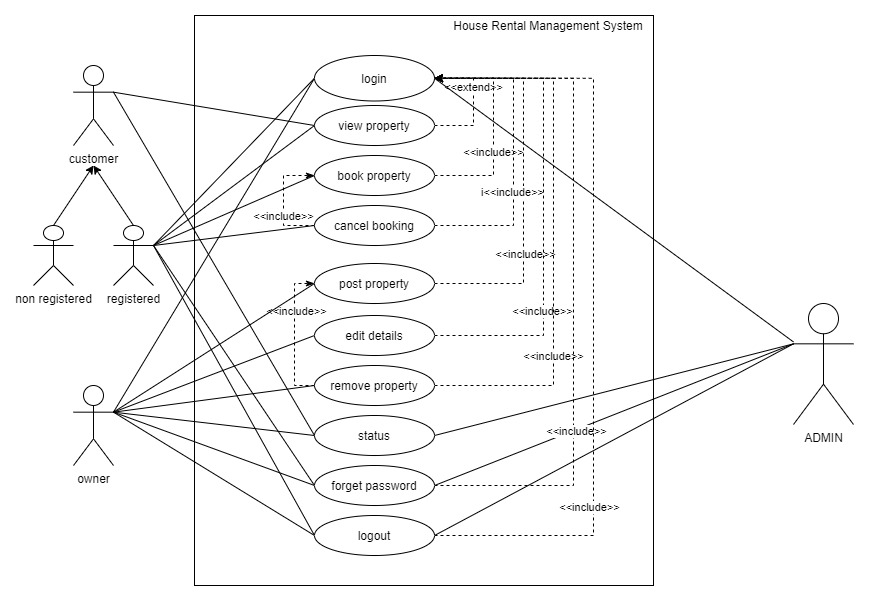 House Rental Management System
login
<<extend>>
view property
customer
<<include>>
book property
i<<include>>
<<include>>
cancel booking
<<include>>
post property
non registered
registered
<<include>>
<<include>>
edit details
<<include>>
remove property
<<include>>
status
ADMIN
owner
forget password
<<include>>
logout